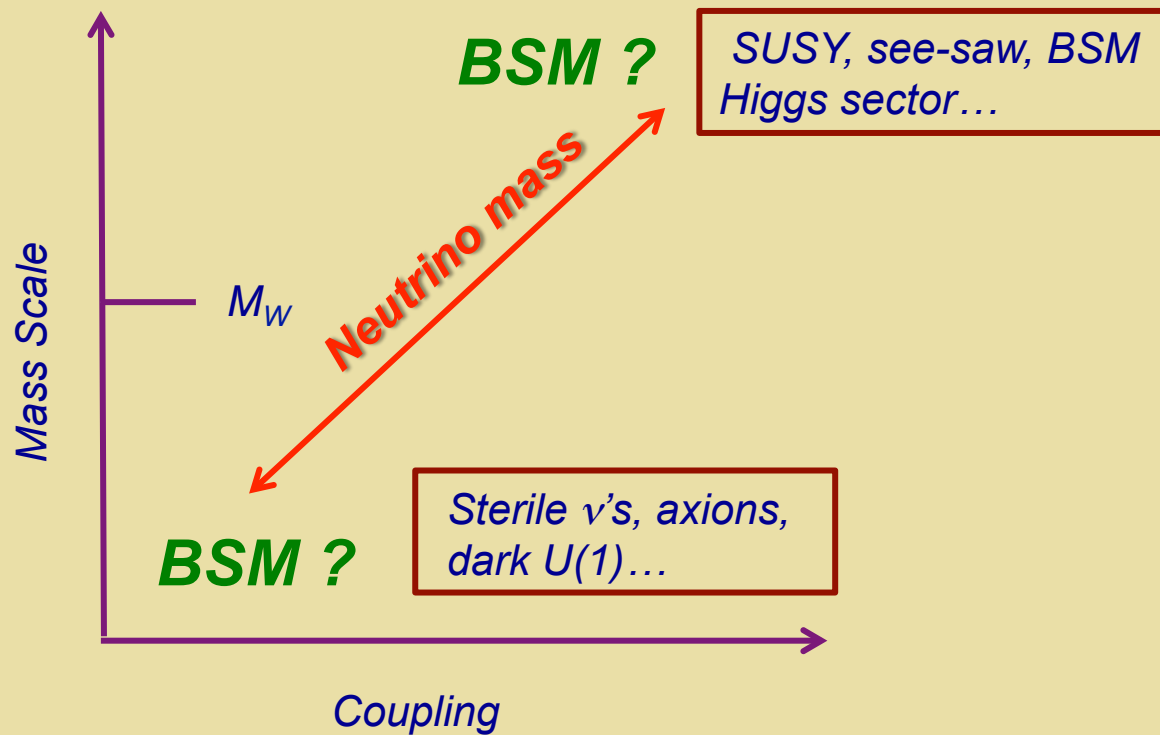 BSM ?
SUSY, see-saw, BSM
Higgs sector…
Neutrino mass
Mass Scale
M_W
Sterile ν's, axions,
dark U(1)…
BSM ?
Coupling